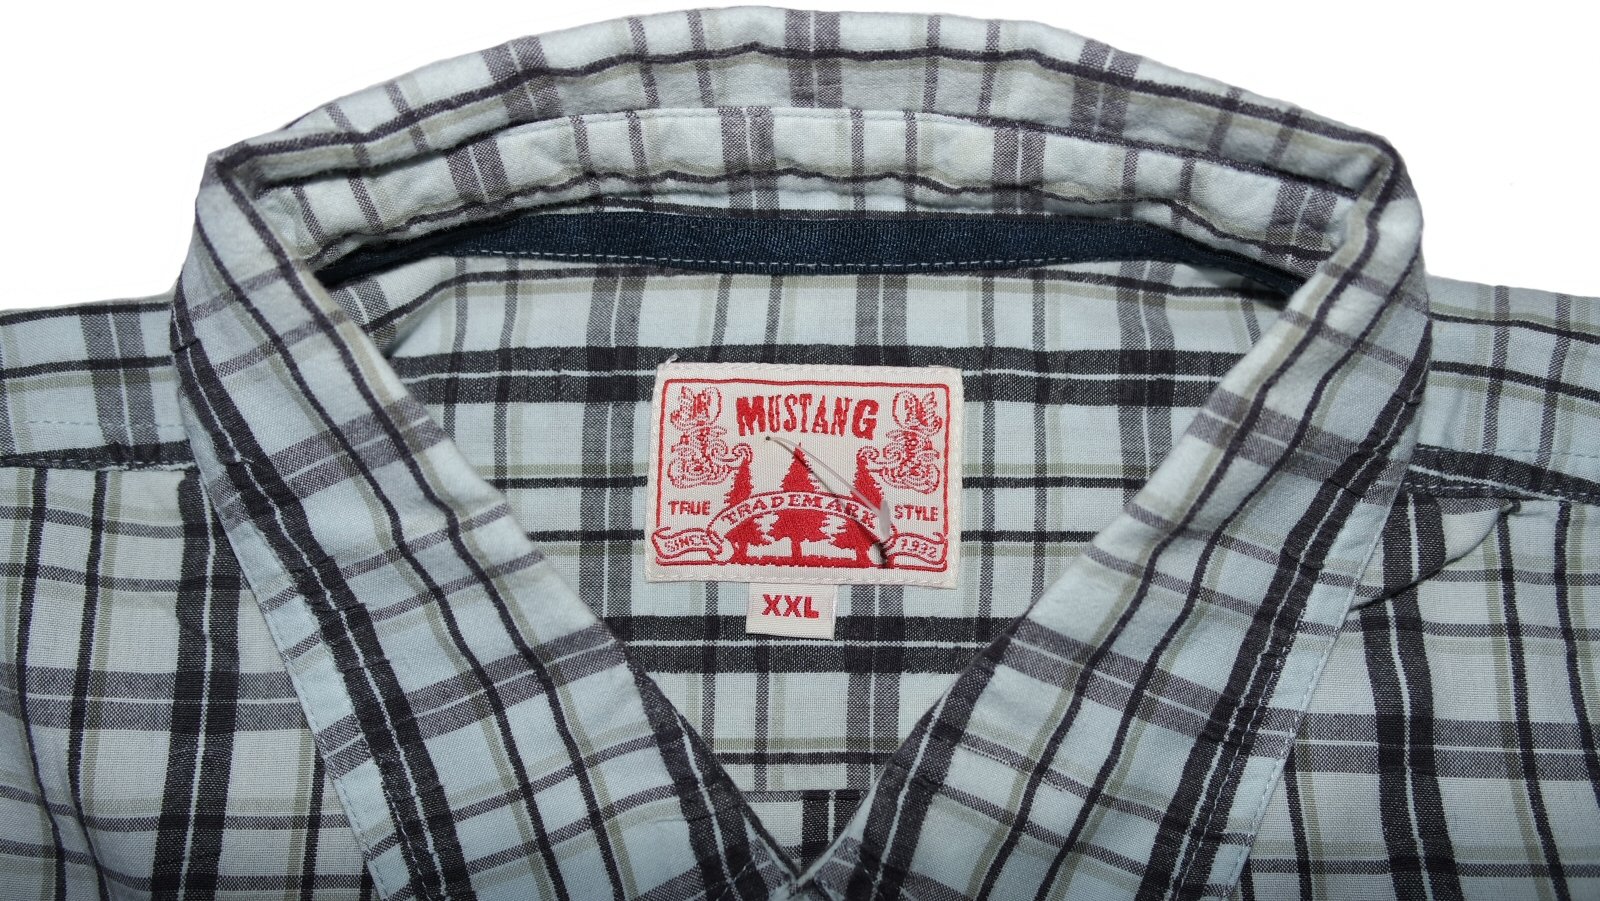 MUSTANG
TRUE TRADEMARK STYLE
SINCE 1932
XXL